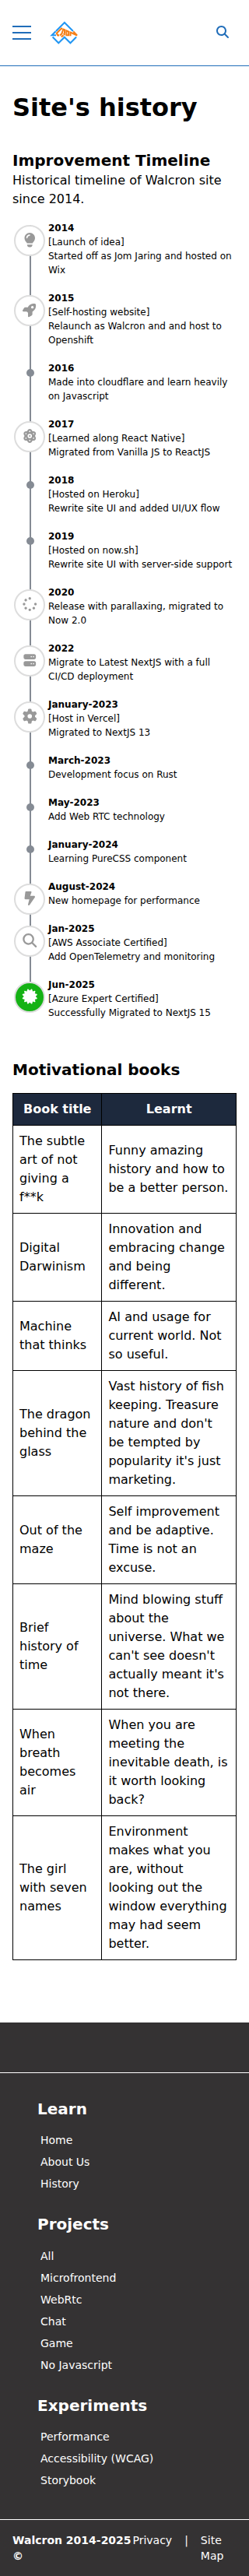 Site's history
Improvement Timeline
Historical timeline of Walcron site
since 2014.
2014
[Launch of idea]
Started off as Jom Jaring and hosted on
Wix
2015
[Self-hosting website]
Relaunch as Walcron and and host to
Openshift
2016
Made into cloudflare and learn heavily
on Javascript
2017
[Learned along React Native]
Migrated from Vanilla JS to ReactJS
2018
[Hosted on Heroku]
Rewrite site UI and added UI/UX flow
2019
[Hosted on now.sh]
Rewrite site UI with server-side support
2020
Release with parallaxing, migrated to
Now 2.0
2022
Migrate to Latest NextJS with a full
CI/CD deployment
January-2023
[Host in Vercel]
Migrated to NextJS 13
March-2023
Development focus on Rust
May-2023
Add Web RTC technology
January-2024
Learning PureCSS component
August-2024
New homepage for performance
Jan-2025
[AWS Associate Certified]
Add OpenTelemetry and monitoring
Jun-2025
[Azure Expert Certified]
Successfully Migrated to NextJS 15
Motivational books
Book title Learnt
The subtle
art of not
giving a
f**k
Funny amazing
history and how to
be a better person.
Digital
Darwinism
Innovation and
embracing change
and being
different.
Machine
that thinks
AI and usage for
current world. Not
so useful.
The dragon
behind the
glass
Vast history of fish
keeping. Treasure
nature and don't
be tempted by
popularity it's just
marketing.
Out of the
maze
Self improvement
and be adaptive.
Time is not an
excuse.
Brief
history of
time
Mind blowing stuff
about the
universe. What we
can't see doesn't
actually meant it's
not there.
When
breath
becomes
air
When you are
meeting the
inevitable death, is
it worth looking
back?
The girl
with seven
names
Environment
makes what you
are, without
looking out the
window everything
may had seem
better.
Learn
Home
About Us
History
Projects
All
Microfrontend
WebRtc
Chat
Game
No Javascript
Experiments
Performance
Accessibility (WCAG)
Storybook
Walcron 2014-2025
©
Privacy | Site
Map